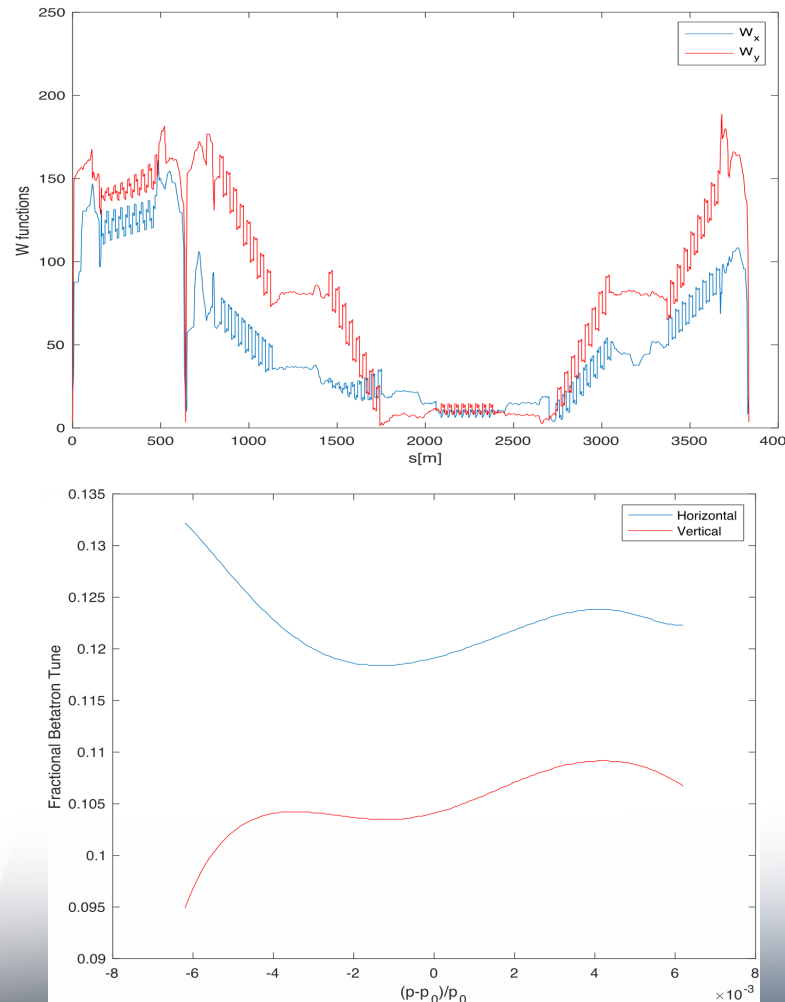 250
200
150
100
50
0
W functions
W_x
W_y
0 500 1000 1500 2000 2500 3000 3500 400
s[m]
0.135
0.13
0.125
0.12
0.115
0.11
0.105
0.1
0.095
0.09
Fractional Betatron Tune
Horizontal
Vertical
-8 -6 -4 -2 0 2 4 6 8
(p-p_0)/p_0
×10^-3